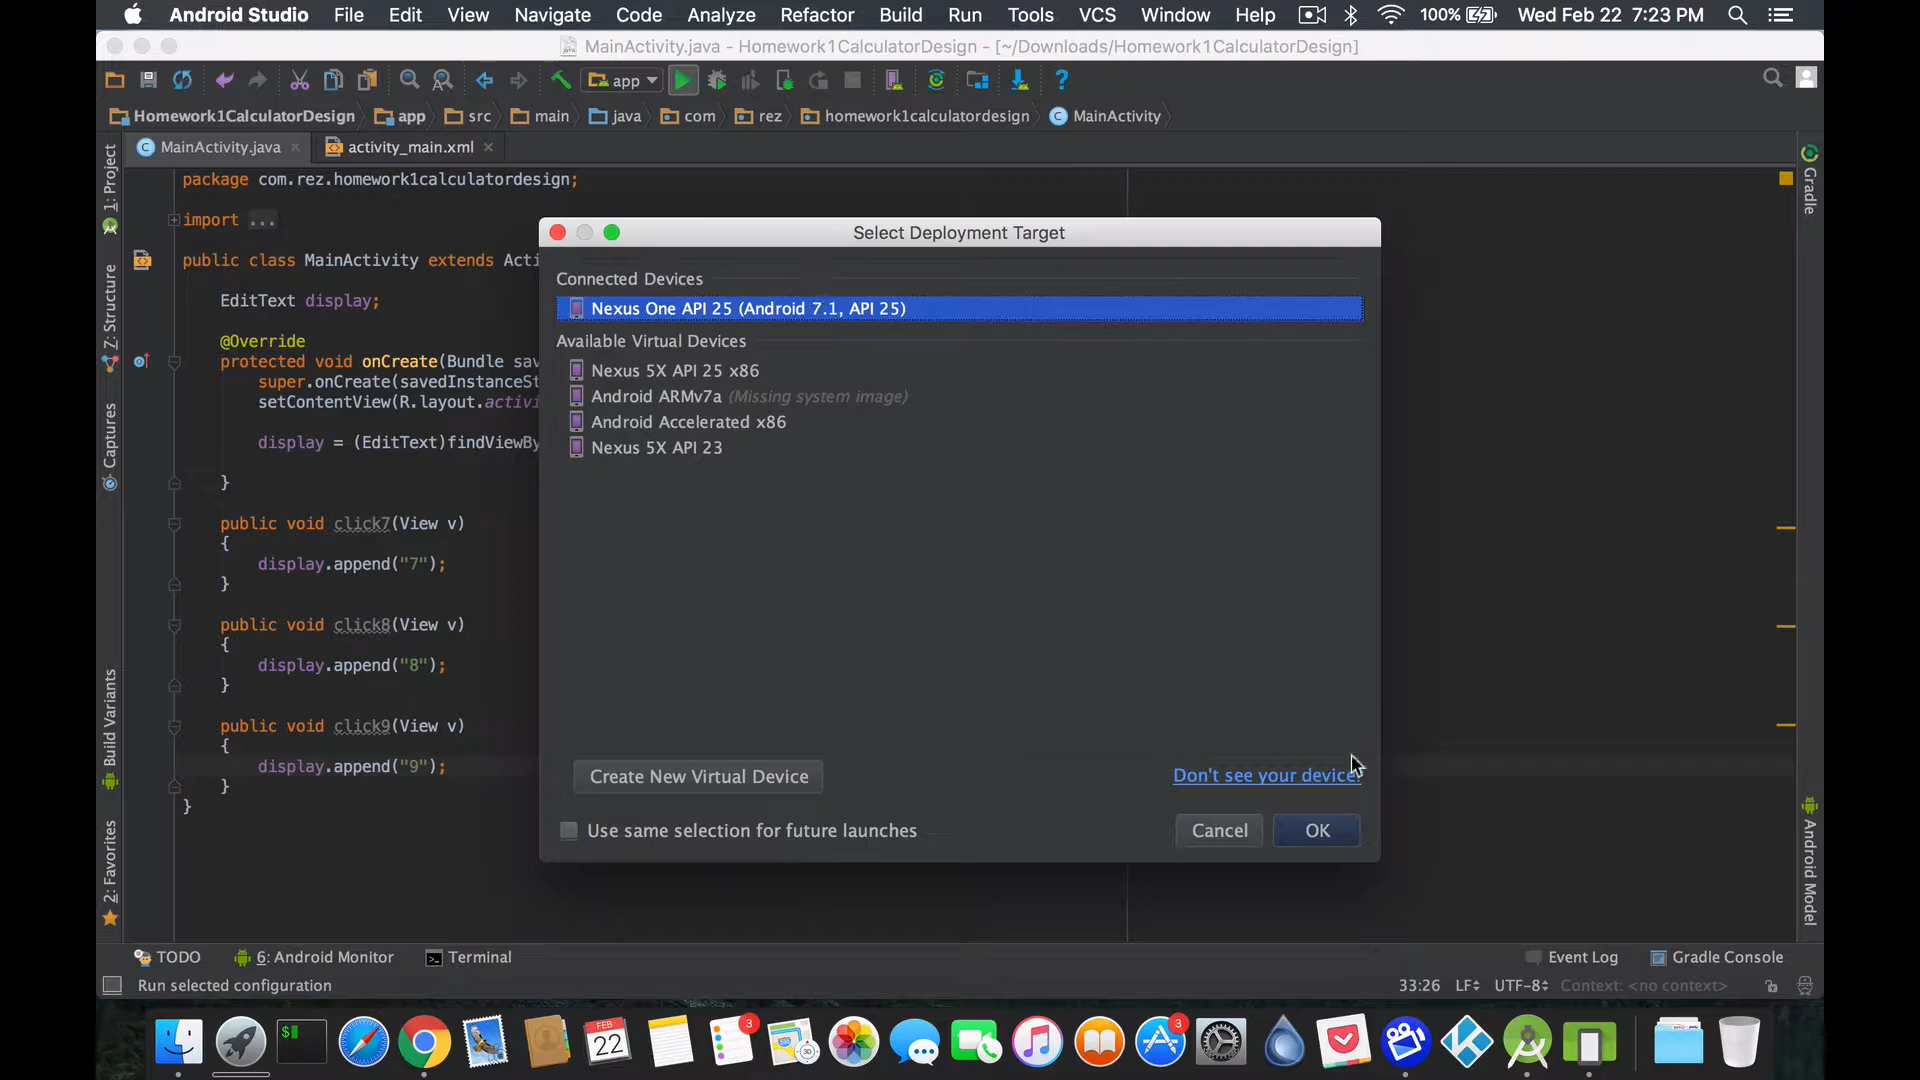 Android Studio File Edit View Navigate Code Analyze Refactor Build Run Tools VCS Window Help 100% Wed Feb 22 7:23 PM
MainActivity.java - Homework1CalculatorDesign - [~/Downloads/Homework1CalculatorDesign]
app
Homework1CalculatorDesign app src main java com rez homework1calculatordesign MainActivity
MainActivity.java activity_main.xml
1: Project
7: Structure
Captures
Build Variants
2: Favorites
package com.rez.homework1calculatordesign;
import ...
public class MainActivity extends Acti
EditText display;
@Override
protected void onCreate(Bundle sav
super.onCreate(savedInstanceSt
setContentView(R.layout.activi
display = (EditText)findViewBy
}
public void click7(View v)
{
display.append("7");
}
public void click8(View v)
{
display.append("8");
}
public void click9(View v)
{
display.append("9");
}
}
Select Deployment Target
Connected Devices
Nexus One API 25 (Android 7.1, API 25)
Available Virtual Devices
Nexus 5X API 25 x86
Android ARMv7a (Missing system image)
Android Accelerated x86
Nexus 5X API 23
Create New Virtual Device
Don't see your device?
Use same selection for future launches
Cancel OK
Gradle
Android Model
TODO 6: Android Monitor Terminal Event Log Gradle Console
Run selected configuration 33:26 LF UTF-8 Context: <no context>
$
FEB
22
3
3D
3